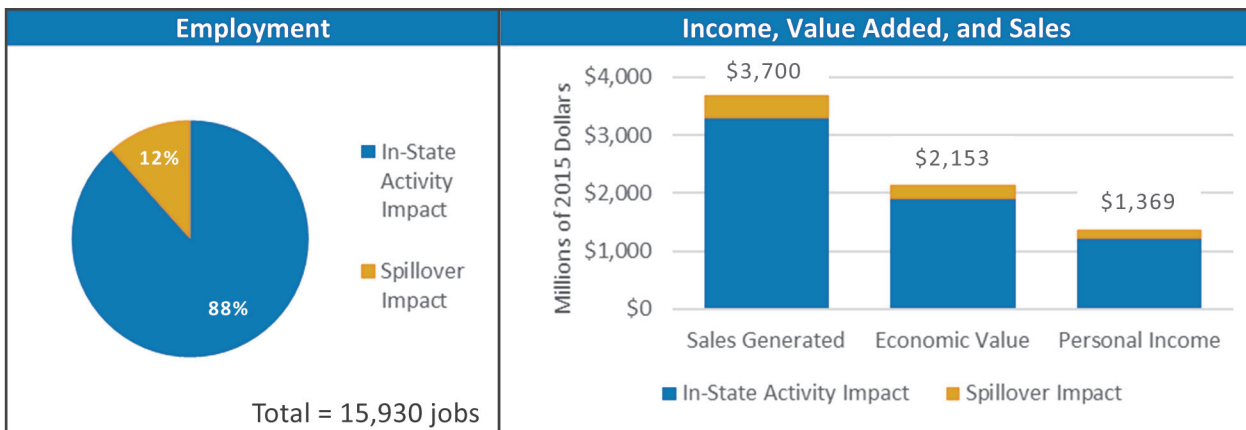 Employment
12%
88%
In-State
Activity
Impact
Spillover
Impact
Total = 15,930 jobs
Income, Value Added, and Sales
Millions of 2015 Dollars
$4,000
$3,000
$2,000
$1,000
$0
$3,700
$2,153
$1,369
Sales Generated
Economic Value
Personal Income
In-State Activity Impact
Spillover Impact